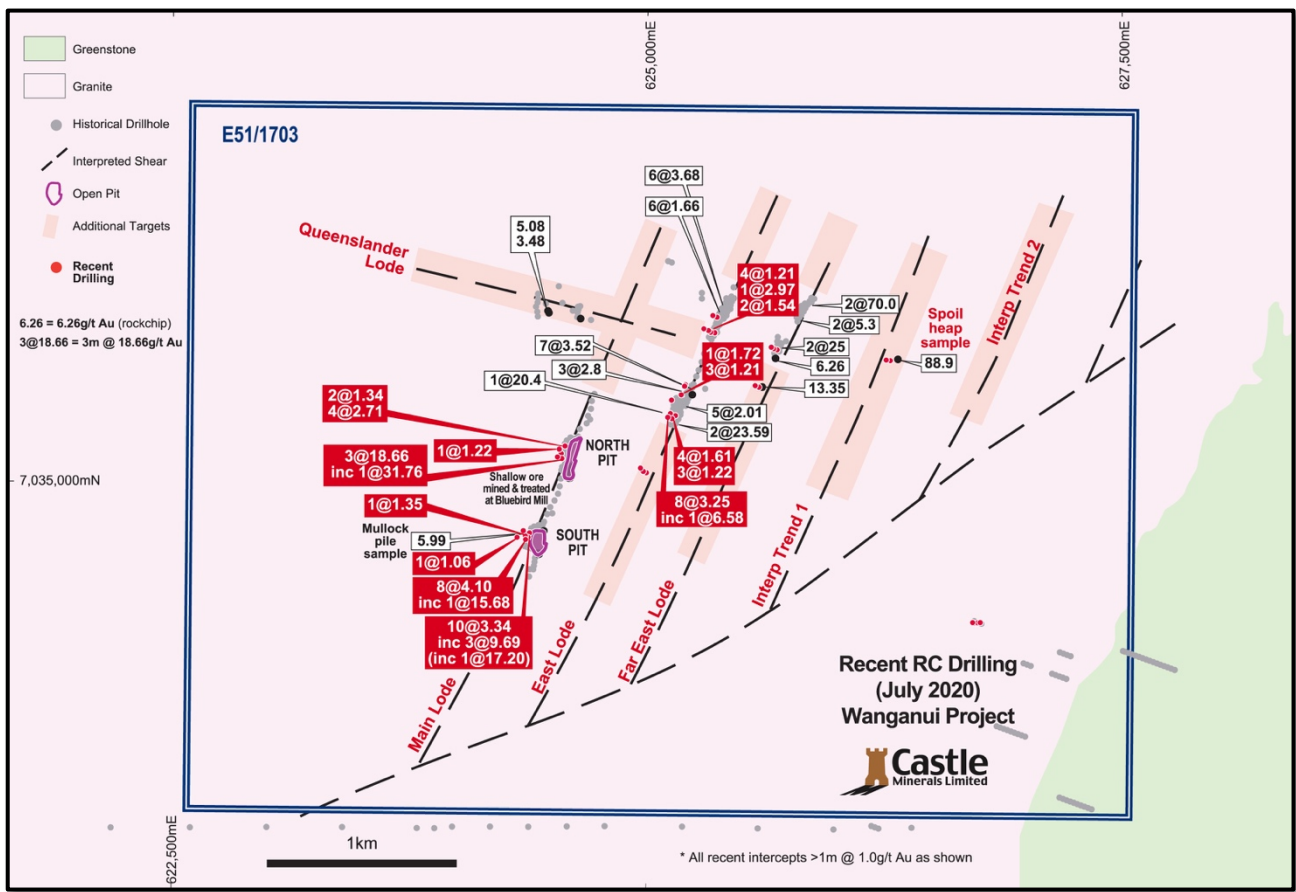 625,000mE
627,500mE
Greenstone
Granite
Historical Drillhole
Interpreted Shear
Open Pit
Additional Targets
Recent
Drilling
6.26 = 6.26g/t Au (rockchip)
3@18.66 = 3m @ 18.66g/t Au
E51/1703
6@3.68
6@1.66
5.08
3.48
Queenslander
Lode
4@1.21
1@2.97
2@1.54
2@70.0
2@5.3
2@25
6.26
13.35
Spoil
heap
sample
88.9
Interp Trend 2
7@3.52
3@2.8
1@20.4
1@1.72
3@1.21
5@2.01
2@23.59
2@1.34
4@2.71
1@1.22
3@18.66
inc 1@31.76
NORTH
PIT
Shallow ore
mined & treated
at Bluebird Mill
4@1.61
3@1.22
8@3.25
inc 1@6.58
7,035,000mN
1@1.35
Mullock
pile
sample
5.99
SOUTH
PIT
1@1.06
8@4.10
inc 1@15.68
10@3.34
inc 3@9.69
(inc 1@17.20)
Main Lode
East Lode
Far East Lode
Interp Trend 1
Recent RC Drilling
(July 2020)
Wanganui Project
Castle
Minerals Limited
622,500mE
1km
* All recent intercepts >1m @ 1.0g/t Au as shown